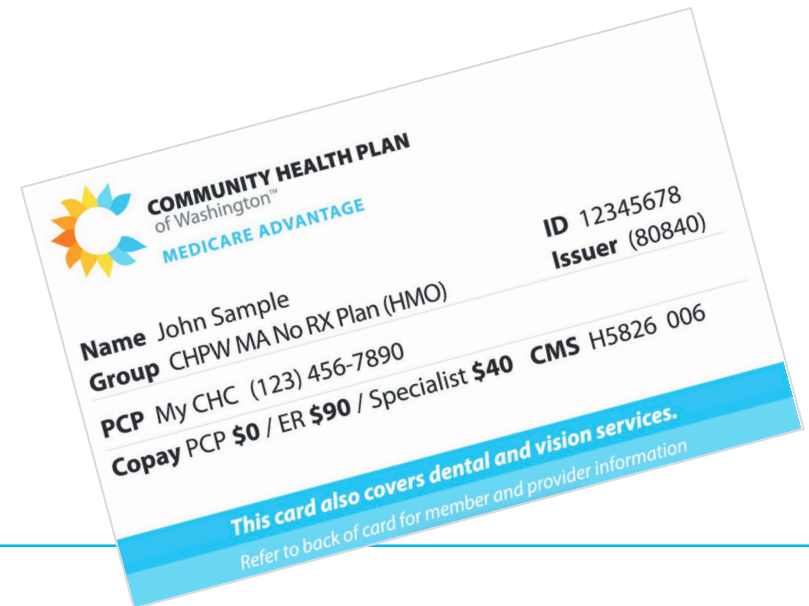 COMMUNITY HEALTH PLAN
of Washington™
MEDICARE ADVANTAGE
ID 12345678
Issuer (80840)
Name John Sample
Group CHPW MA No RX Plan (HMO)
PCP My CHC (123) 456-7890
Copay PCP $0 / ER $90 / Specialist $40 CMS H5826 006
This card also covers dental and vision services.
Refer to back of card for member and provider information